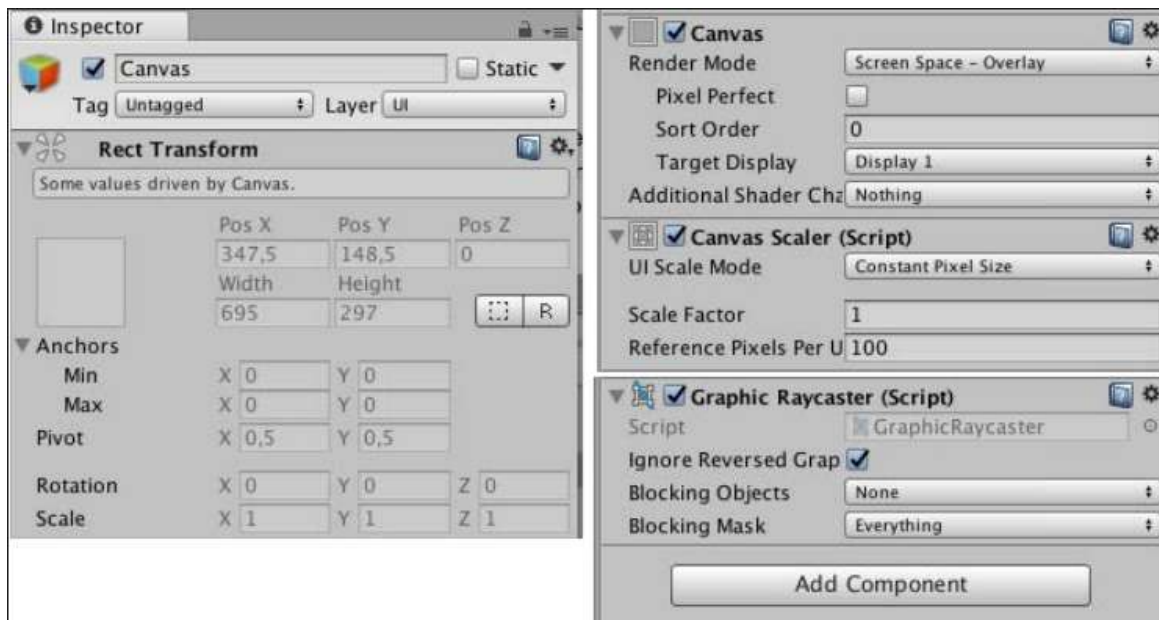 Inspector
Canvas
Static
Tag Untagged Layer UI
Rect Transform
Some values driven by Canvas.
Pos X Pos Y Pos Z
347,5 148,5 0
Width Height
695 297
R
Anchors
Min X 0 Y 0
Max X 0 Y 0
Pivot X 0,5 Y 0,5
Rotation X 0 Y 0 Z 0
Scale X 1 Y 1 Z 1
Canvas
Render Mode Screen Space - Overlay
Pixel Perfect
Sort Order 0
Target Display Display 1
Additional Shader Cha Nothing
Canvas Scaler (Script)
UI Scale Mode Constant Pixel Size
Scale Factor 1
Reference Pixels Per U 100
Graphic Raycaster (Script)
Script GraphicRaycaster
Ignore Reversed Grap
Blocking Objects None
Blocking Mask Everything
Add Component